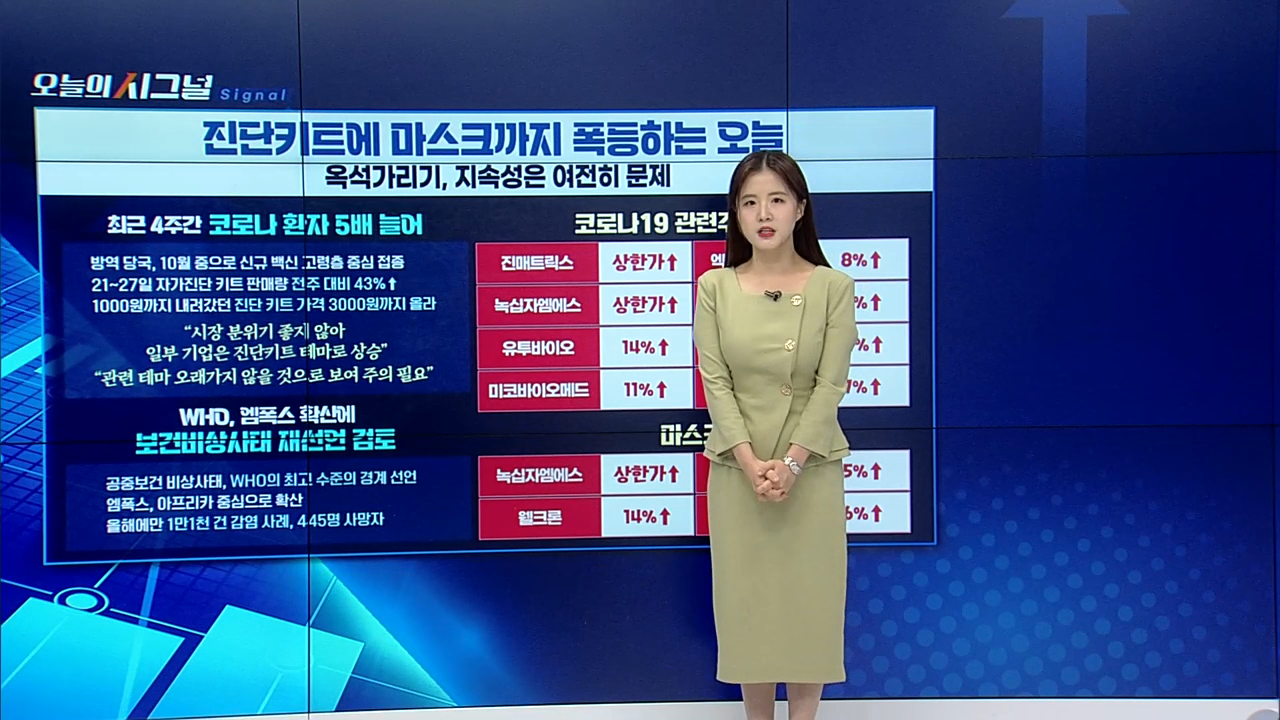 오늘의 시그널 Signal
진단키트에 마스크까지 폭등하는 오늘
옥석가리기, 지속성은 여전히 문제
최근 4주간 코로나 환자 5배 늘어
방역 당국, 10월 중으로 신규 백신 고령층 중심 접종
21~27일 자가진단 키트 판매량 전주 대비 43%↑
1000원까지 내려갔던 진단 키트 가격 3000원까지 올라
“시장 분위기 좋지 않아
일부 기업은 진단키트 테마로 상승”
“관련 테마 오래가지 않을 것으로 보여 주의 필요”
WHO, 엠폭스 확산에
보건비상사태 재선언 검토
공중보건 비상사태, WHO의 최고 수준의 경계 선언
엠폭스, 아프리카 중심으로 확산
올해에만 1만1천 건 감염 사례, 445명 사망자
코로나19 관련주
진매트릭스 상한가↑ 8%↑
녹십자엠에스 상한가↑ %↑
유투바이오 14%↑ %↑
미코바이오메드 11%↑ %↑
마스크
녹십자엠에스 상한가↑ 5%↑
웰크론 14%↑ 6%↑